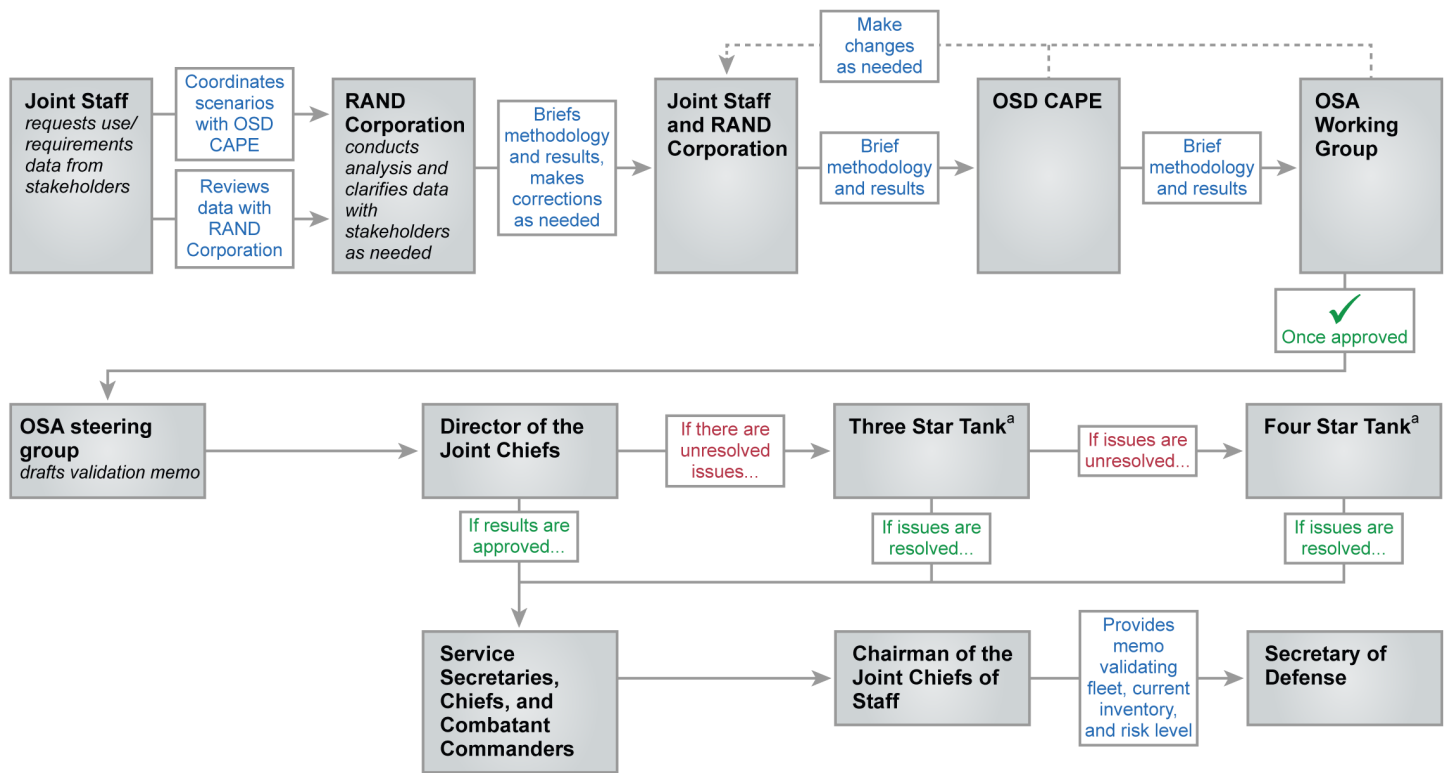 Make
changes
as needed
Joint Staff
requests use/
requirements
data from
stakeholders
Coordinates
scenarios
with OSD
CAPE
Reviews
data with
RAND
Corporation
RAND
Corporation
conducts
analysis and
clarifies data
with
stakeholders
as needed
Briefs
methodology
and results,
makes
corrections
as needed
Joint Staff
and RAND
Corporation
Brief
methodology
and results
OSD CAPE
Brief
methodology
and results
OSA
Working
Group
Once approved
OSA steering
group
drafts validation memo
Director of the
Joint Chiefs
If there are
unresolved
issues...
Three Star Tankᵃ
If issues are
unresolved...
Four Star Tankᵃ
If results are
approved...
If issues are
resolved...
If issues are
resolved...
Service
Secretaries,
Chiefs, and
Combatant
Commanders
Chairman of the
Joint Chiefs of
Staff
Provides
memo
validating
fleet, current
inventory,
and risk level
Secretary of
Defense